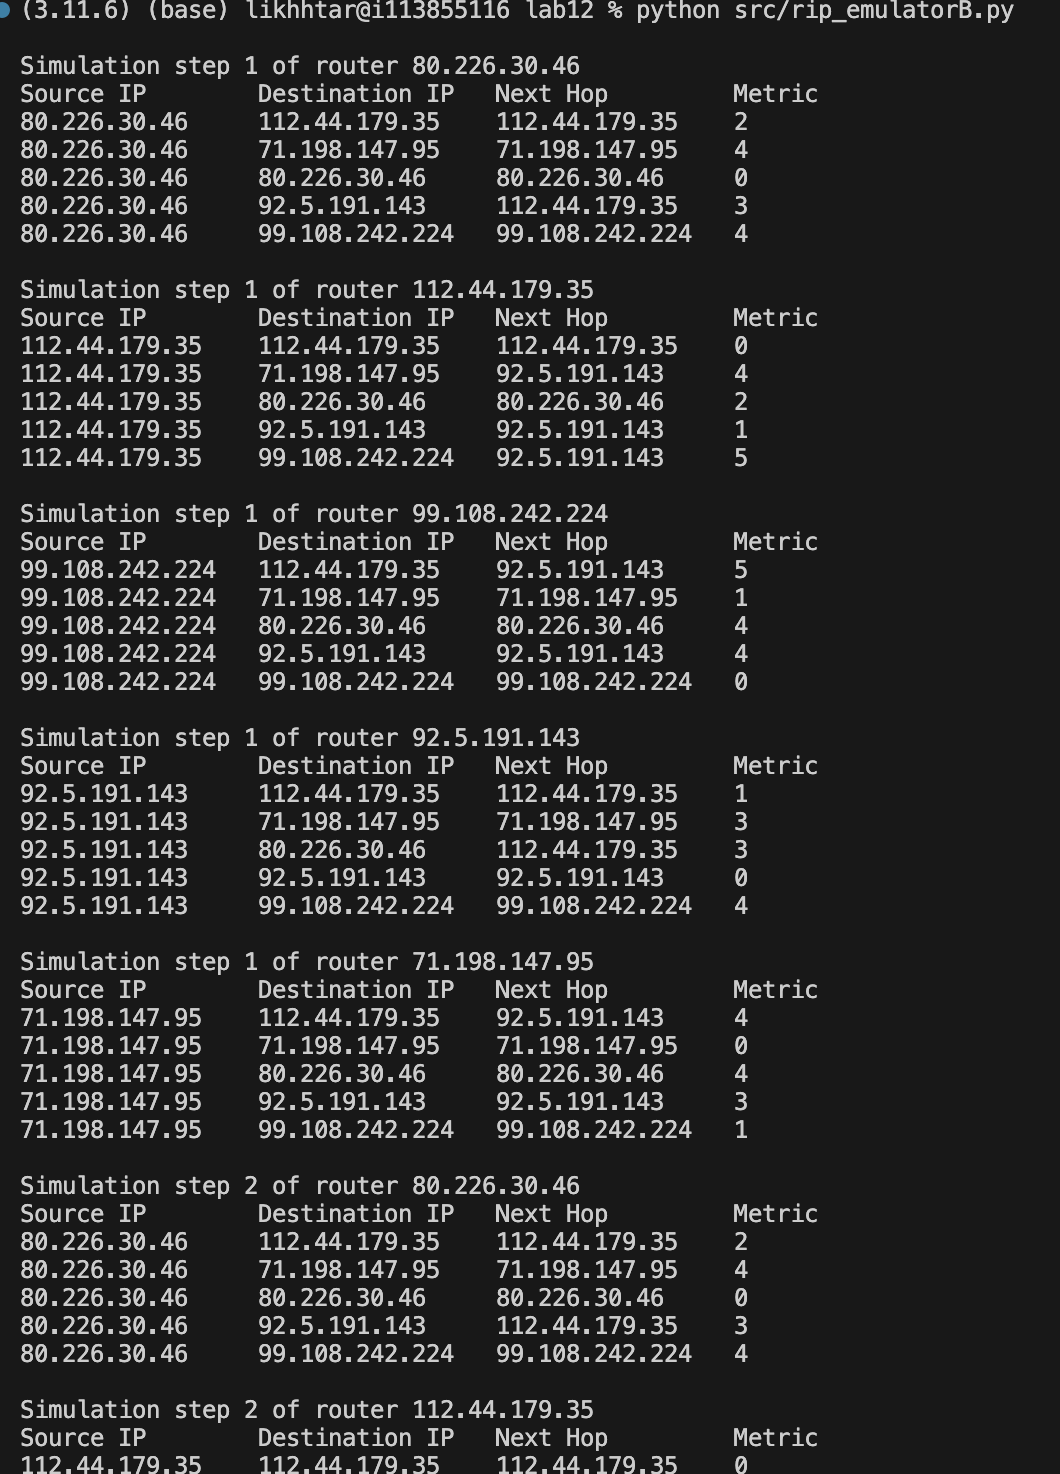 (3.11.6) (base) likhhtar@i113855116 lab12 % python src/rip_emulatorB.py
Simulation step 1 of router 80.226.30.46
Source IP Destination IP Next Hop Metric
80.226.30.46 112.44.179.35 112.44.179.35 2
80.226.30.46 71.198.147.95 71.198.147.95 4
80.226.30.46 80.226.30.46 80.226.30.46 0
80.226.30.46 92.5.191.143 112.44.179.35 3
80.226.30.46 99.108.242.224 99.108.242.224 4
Simulation step 1 of router 112.44.179.35
Source IP Destination IP Next Hop Metric
112.44.179.35 112.44.179.35 112.44.179.35 0
112.44.179.35 71.198.147.95 92.5.191.143 4
112.44.179.35 80.226.30.46 80.226.30.46 2
112.44.179.35 92.5.191.143 92.5.191.143 1
112.44.179.35 99.108.242.224 92.5.191.143 5
Simulation step 1 of router 99.108.242.224
Source IP Destination IP Next Hop Metric
99.108.242.224 112.44.179.35 92.5.191.143 5
99.108.242.224 71.198.147.95 71.198.147.95 1
99.108.242.224 80.226.30.46 80.226.30.46 4
99.108.242.224 92.5.191.143 92.5.191.143 4
99.108.242.224 99.108.242.224 99.108.242.224 0
Simulation step 1 of router 92.5.191.143
Source IP Destination IP Next Hop Metric
92.5.191.143 112.44.179.35 112.44.179.35 1
92.5.191.143 71.198.147.95 71.198.147.95 3
92.5.191.143 80.226.30.46 112.44.179.35 3
92.5.191.143 92.5.191.143 92.5.191.143 0
92.5.191.143 99.108.242.224 99.108.242.224 4
Simulation step 1 of router 71.198.147.95
Source IP Destination IP Next Hop Metric
71.198.147.95 112.44.179.35 92.5.191.143 4
71.198.147.95 71.198.147.95 71.198.147.95 0
71.198.147.95 80.226.30.46 80.226.30.46 4
71.198.147.95 92.5.191.143 92.5.191.143 3
71.198.147.95 99.108.242.224 99.108.242.224 1
Simulation step 2 of router 80.226.30.46
Source IP Destination IP Next Hop Metric
80.226.30.46 112.44.179.35 112.44.179.35 2
80.226.30.46 71.198.147.95 71.198.147.95 4
80.226.30.46 80.226.30.46 80.226.30.46 0
80.226.30.46 92.5.191.143 112.44.179.35 3
80.226.30.46 99.108.242.224 99.108.242.224 4
Simulation step 2 of router 112.44.179.35
Source IP Destination IP Next Hop Metric
112.44.179.35 112.44.179.35 112.44.179.35 0